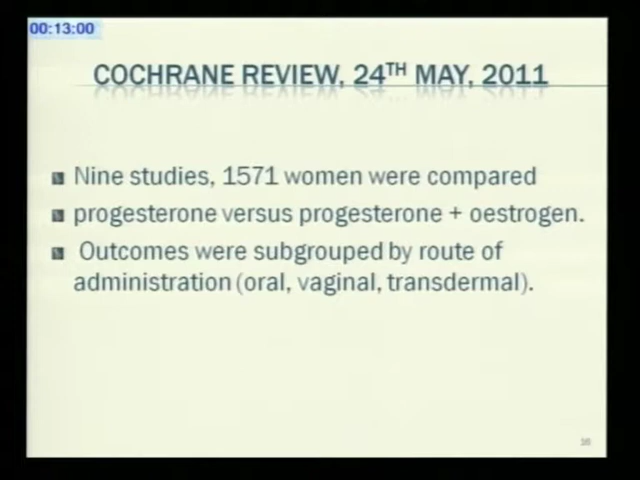 00:13:00
COCHRANE REVIEW, 24TH MAY, 2011
Nine studies, 1571 women were compared
progesterone versus progesterone + oestrogen.
Outcomes were subgrouped by route of
administration (oral, vaginal, transdermal).